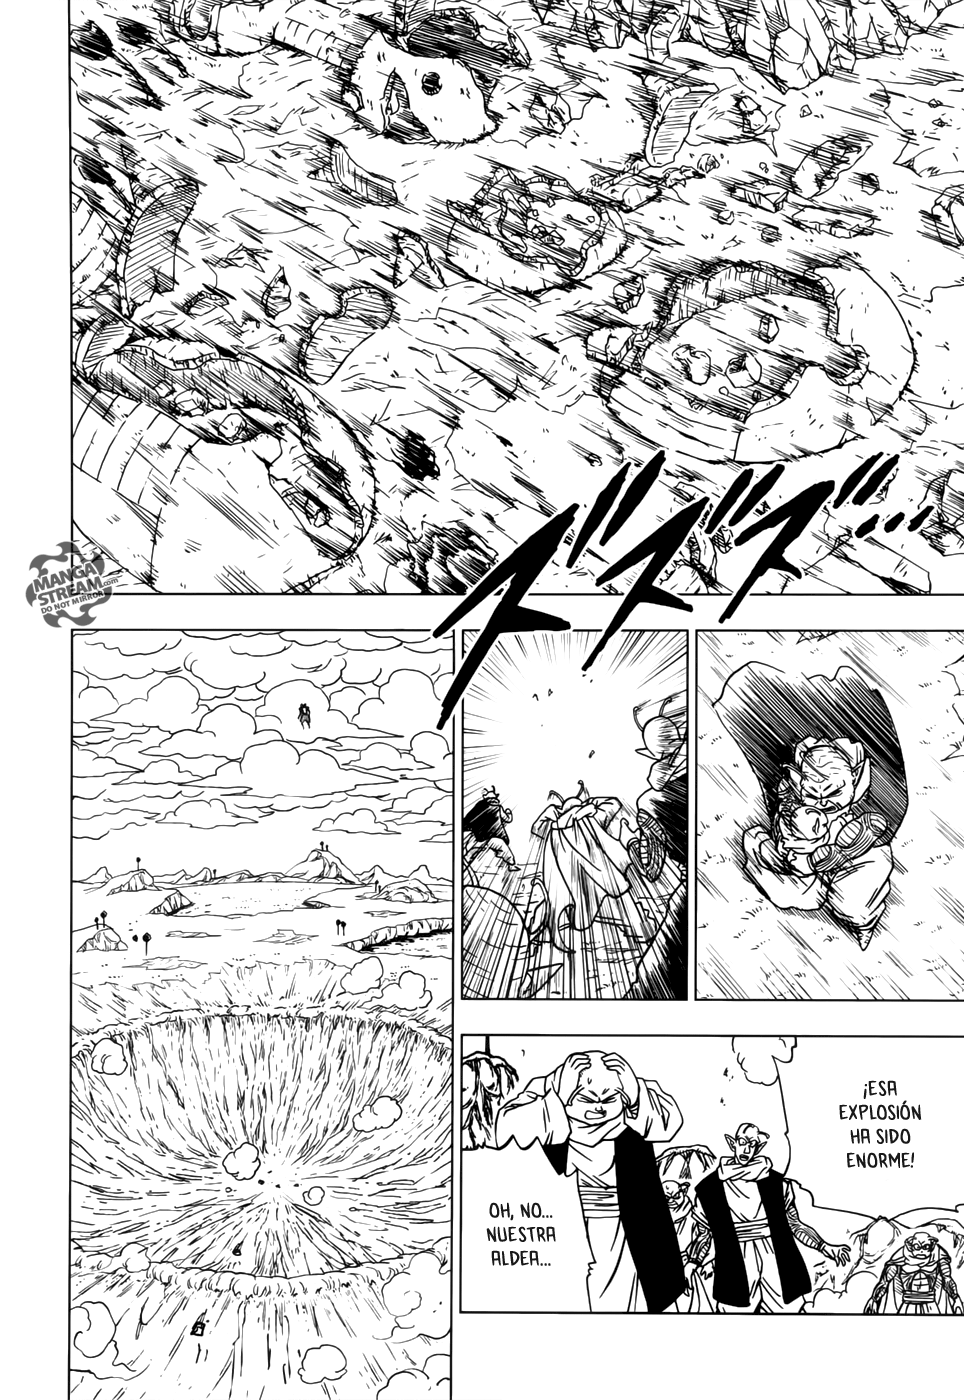 MANGA
STREAM.com
DO NOT MIRROR
ズズズ...
¡ESA
EXPLOSIÓN
HA SIDO
ENORME!
OH, NO...
NUESTRA
ALDEA...